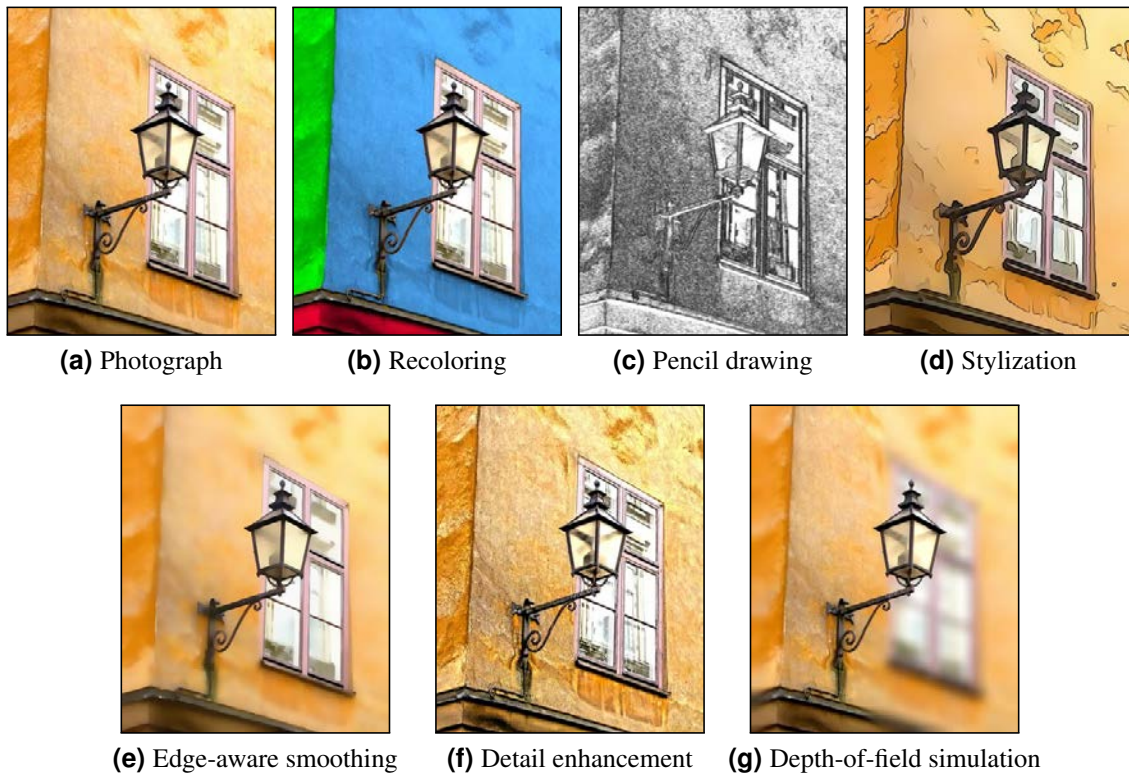 (a) Photograph
(b) Recoloring
(c) Pencil drawing
(d) Stylization
(e) Edge-aware smoothing
(f) Detail enhancement
(g) Depth-of-field simulation